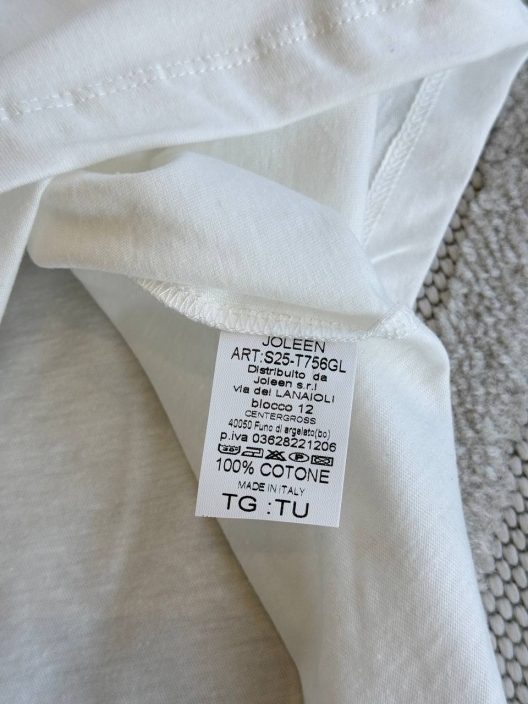 JOLEEN
ART:S25-T756GL
Distribuito da
Joleen s.r.l
via dei LANAIOLI
blocco 12
CENTERGROSS
40050 Funo di argelato(bo)
p.iva 03628221206
100% COTONE
MADE IN ITALY
TG :TU